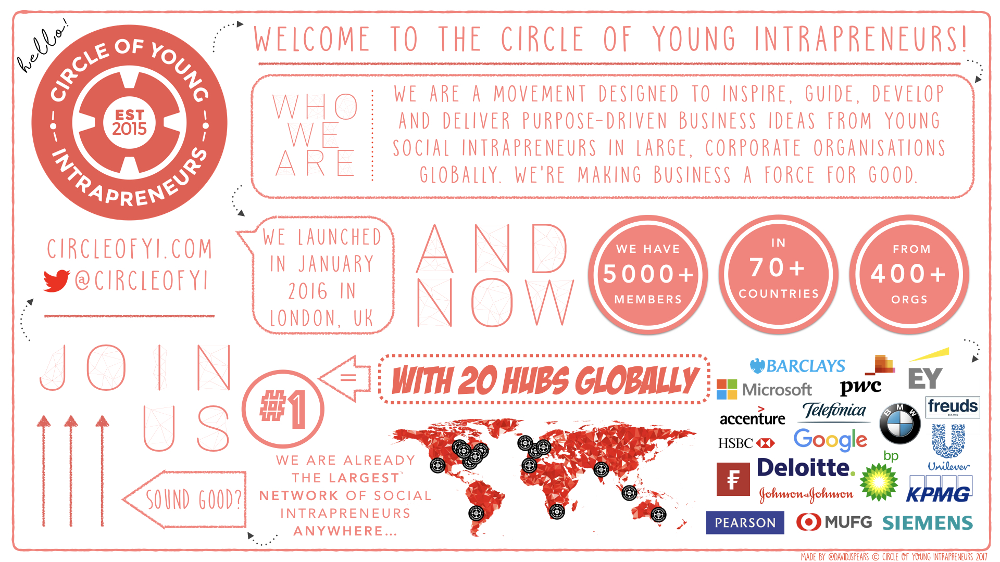 hello!
CIRCLE OF YOUNG
EST
2015
INTRAPRENEURS
WELCOME TO THE CIRCLE OF YOUNG INTRAPRENEURS!
WHO
WE
ARE
WE ARE A MOVEMENT DESIGNED TO INSPIRE, GUIDE, DEVELOP
AND DELIVER PURPOSE-DRIVEN BUSINESS IDEAS FROM YOUNG
SOCIAL INTRAPRENEURS IN LARGE, CORPORATE ORGANISATIONS
GLOBALLY. WE'RE MAKING BUSINESS A FORCE FOR GOOD.
CIRCLEOFYI.COM
@CIRCLEOFYI
WE LAUNCHED
IN JANUARY
2016 IN
LONDON, UK
AND
NOW
WE HAVE
5000+
MEMBERS
IN
70+
COUNTRIES
FROM
400+
ORGS
WITH 20 HUBS GLOBALLY
=
#1
WE ARE ALREADY
THE LARGEST
NETWORK OF SOCIAL
INTRAPRENEURS
ANYWHERE...
SOUND GOOD?
JOIN
US
BARCLAYS
pwc
EY
Microsoft
accenture
Telefónica
BMW
freuds
EST. 1985
HSBC
Google
Unilever
F
Deloitte.
bp
Johnson & Johnson
KPMG
PEARSON
MUFG
SIEMENS
MADE BY @DAVIDJSPEARS © CIRCLE OF YOUNG INTRAPRENEURS 2017